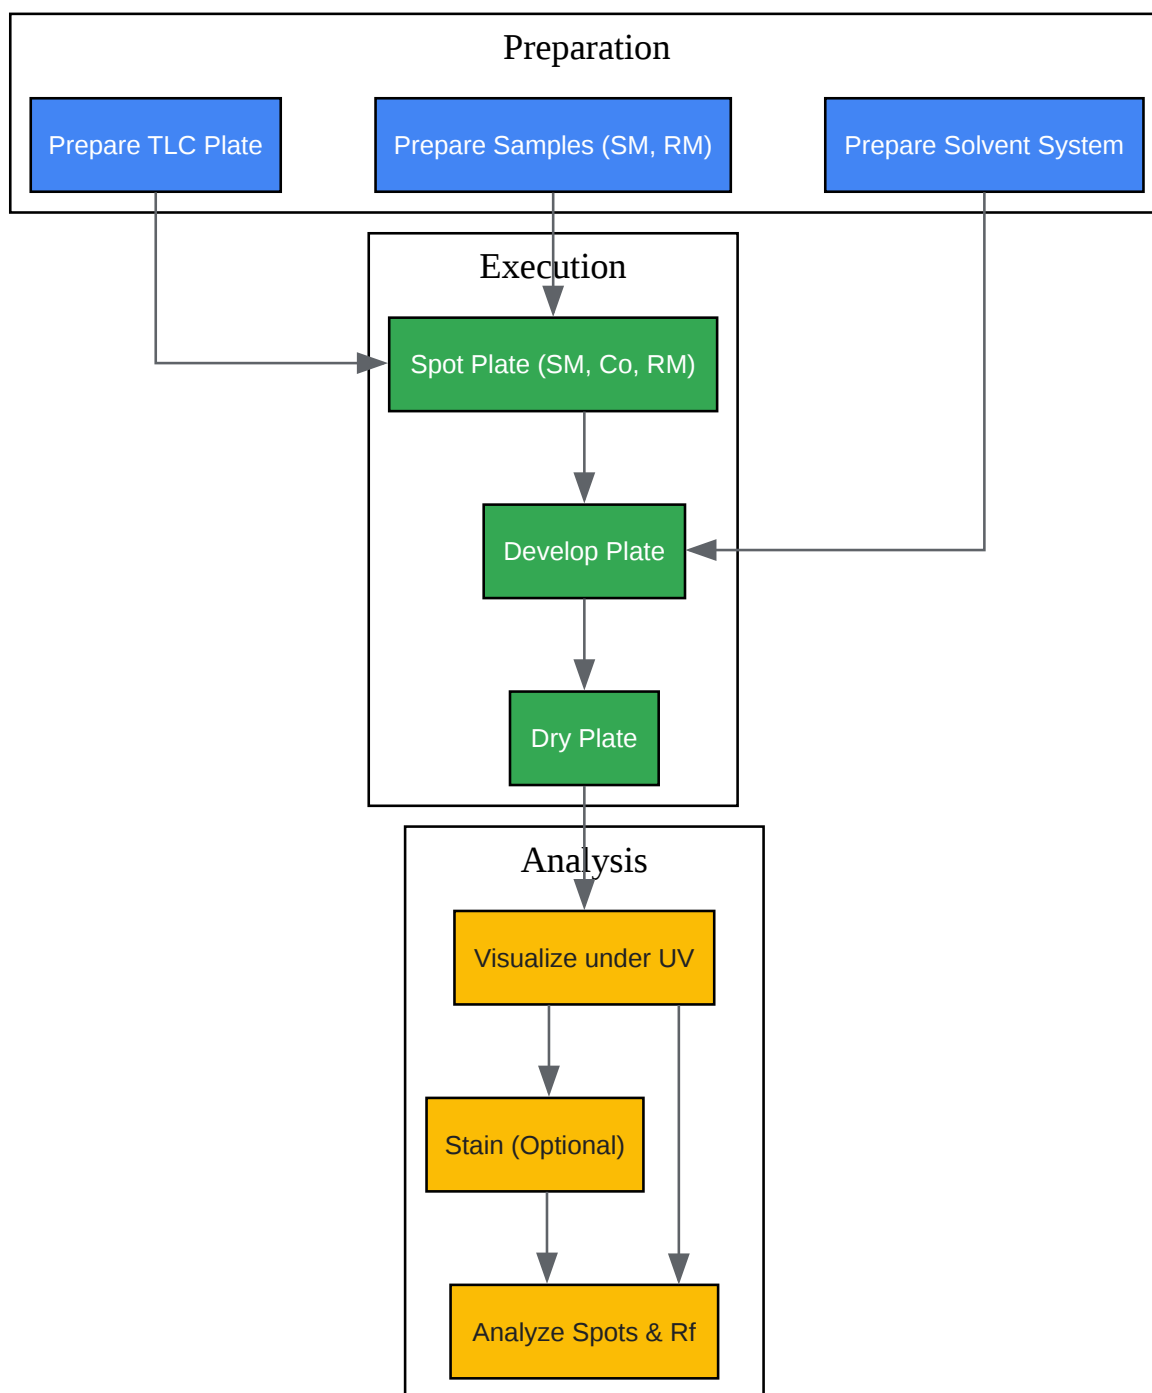 Preparation
Prepare TLC Plate
Prepare Samples (SM, RM)
Prepare Solvent System
Execution
Spot Plate (SM, Co, RM)
Develop Plate
Dry Plate
Analysis
Visualize under UV
Stain (Optional)
Analyze Spots & Rf